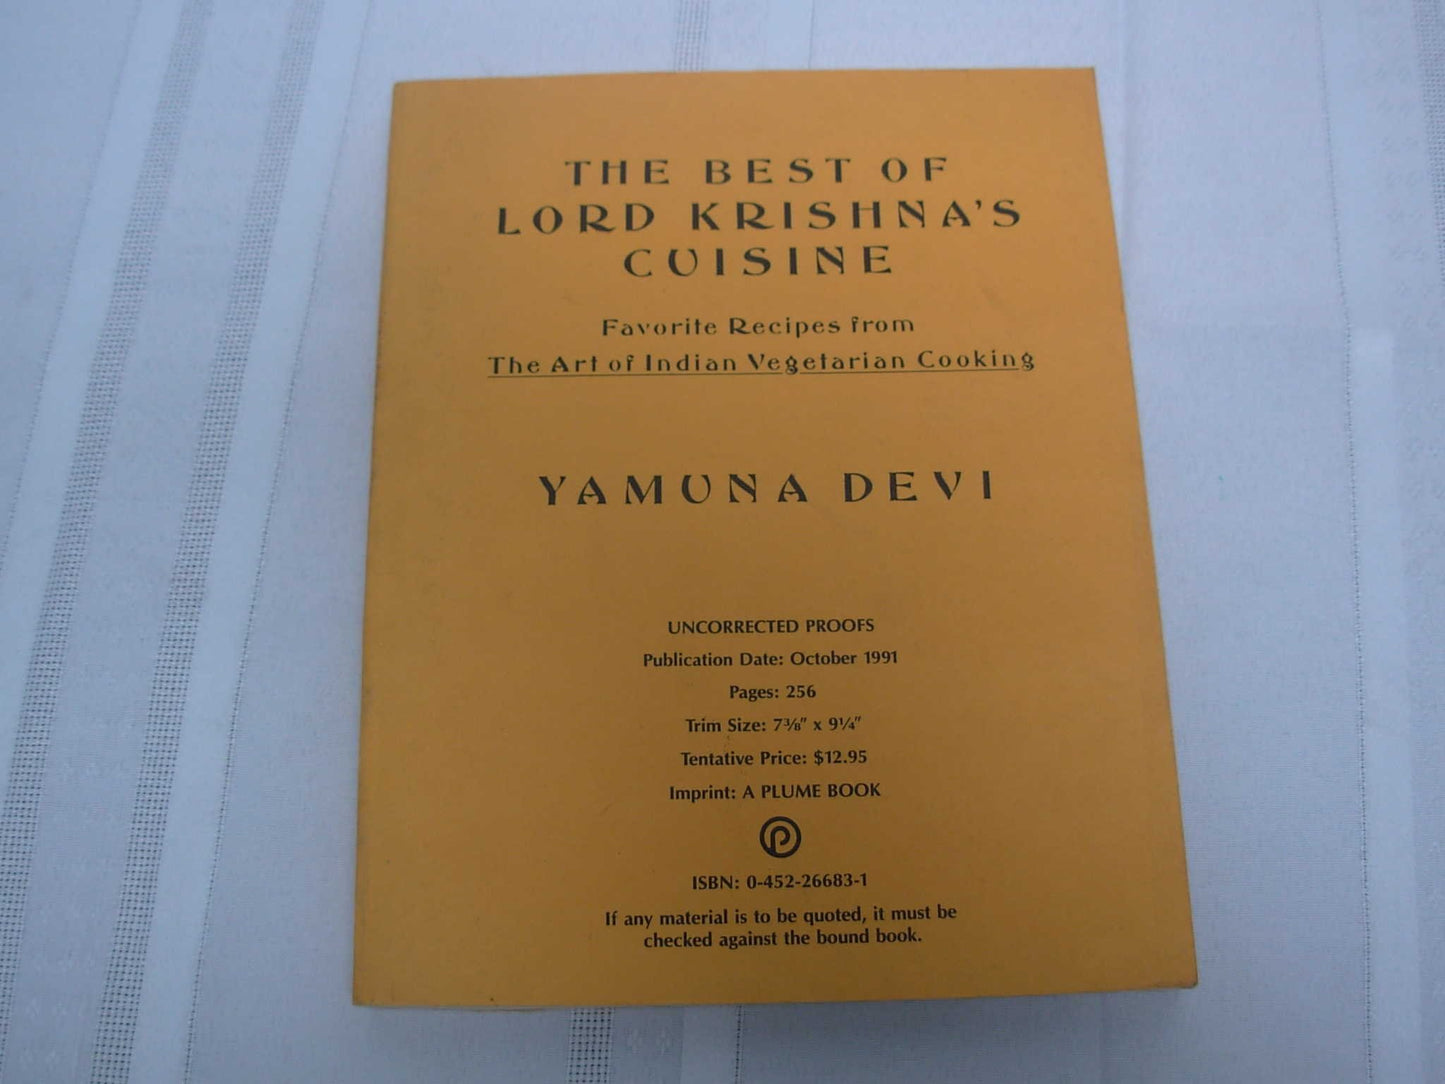 THE BEST OF
LORD KRISHNA'S
CUISINE
Favorite Recipes from
The Art of Indian Vegetarian Cooking
YAMUNA DEVI
UNCORRECTED PROOFS
Publication Date: October 1991
Pages: 256
Trim Size: 7⅜" x 9¼"
Tentative Price: $12.95
Imprint: A PLUME BOOK
P
ISBN: 0-452-26683-1
If any material is to be quoted, it must be
checked against the bound book.